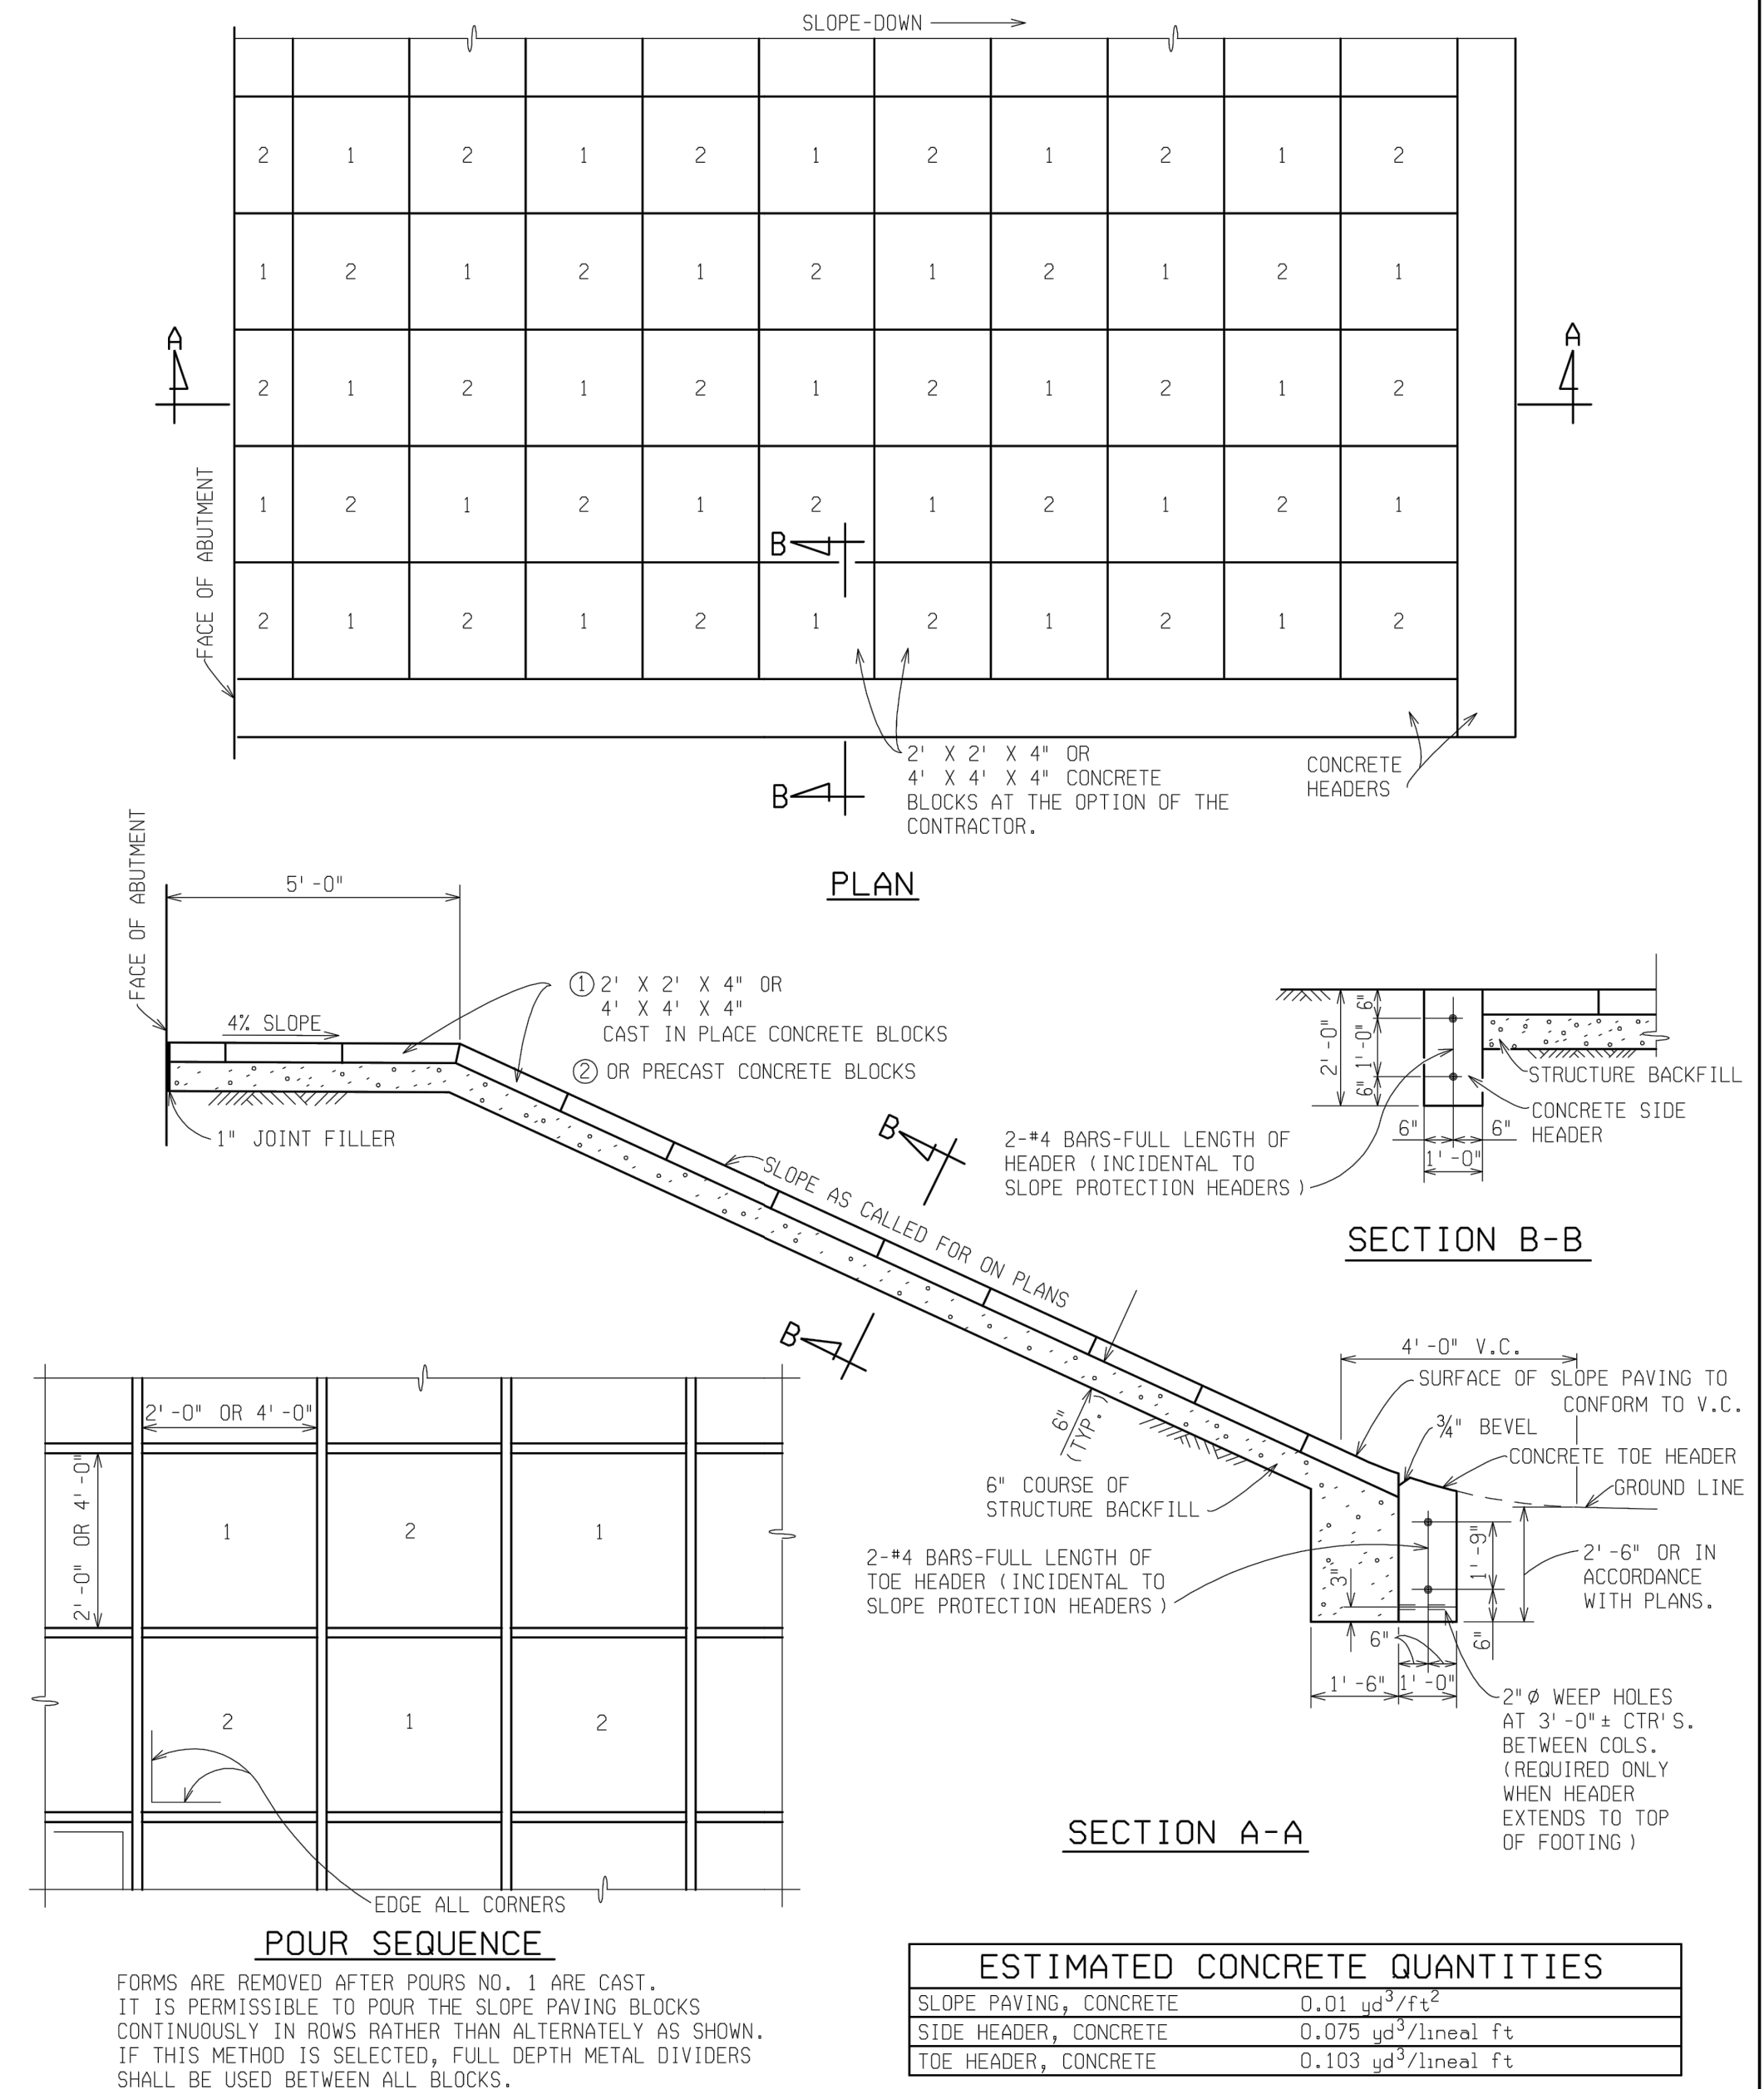 SLOPE-DOWN
2 1 2 1 2 1 2 1 2 1 2
1 2 1 2 1 2 1 2 1 2 1
A A
2 1 2 1 2 1 2 1 2 1 2
FACE OF ABUTMENT
1 2 1 2 1 2 1 2 1 2 1
B
2 1 2 1 2 1 2 1 2 1 2
B
2' X 2' X 4" OR
4' X 4' X 4" CONCRETE
BLOCKS AT THE OPTION OF THE
CONTRACTOR.
CONCRETE
HEADERS
PLAN
FACE OF ABUTMENT
5'-0"
4% SLOPE
1 2' X 2' X 4" OR
4' X 4' X 4"
CAST IN PLACE CONCRETE BLOCKS
2 OR PRECAST CONCRETE BLOCKS
1" JOINT FILLER
B
SLOPE AS CALLED FOR ON PLANS
B
2'-0"
6"
1'-0"
6"
STRUCTURE BACKFILL
CONCRETE SIDE
HEADER
6" 6"
1'-0"
2-#4 BARS-FULL LENGTH OF
HEADER (INCIDENTAL TO
SLOPE PROTECTION HEADERS)
SECTION B-B
4'-0" V.C.
SURFACE OF SLOPE PAVING TO
CONFORM TO V.C.
3/4" BEVEL
CONCRETE TOE HEADER
GROUND LINE
6"
(TYP.)
6" COURSE OF
STRUCTURE BACKFILL
2-#4 BARS-FULL LENGTH OF
TOE HEADER (INCIDENTAL TO
SLOPE PROTECTION HEADERS)
3"
1'-9"
6"
2'-6" OR IN
ACCORDANCE
WITH PLANS.
6"
1'-6" 1'-0"
2"Ø WEEP HOLES
AT 3'-0"± CTR'S.
BETWEEN COLS.
(REQUIRED ONLY
WHEN HEADER
EXTENDS TO TOP
OF FOOTING)
SECTION A-A
2'-0" OR 4'-0"
2'-0" OR 4'-0"
1 2 1
2 1 2
EDGE ALL CORNERS
POUR SEQUENCE
FORMS ARE REMOVED AFTER POURS NO. 1 ARE CAST.
IT IS PERMISSIBLE TO POUR THE SLOPE PAVING BLOCKS
CONTINUOUSLY IN ROWS RATHER THAN ALTERNATELY AS SHOWN.
IF THIS METHOD IS SELECTED, FULL DEPTH METAL DIVIDERS
SHALL BE USED BETWEEN ALL BLOCKS.
ESTIMATED CONCRETE QUANTITIES
SLOPE PAVING, CONCRETE 0.01 yd³/ft²
SIDE HEADER, CONCRETE 0.075 yd³/lineal ft
TOE HEADER, CONCRETE 0.103 yd³/lineal ft